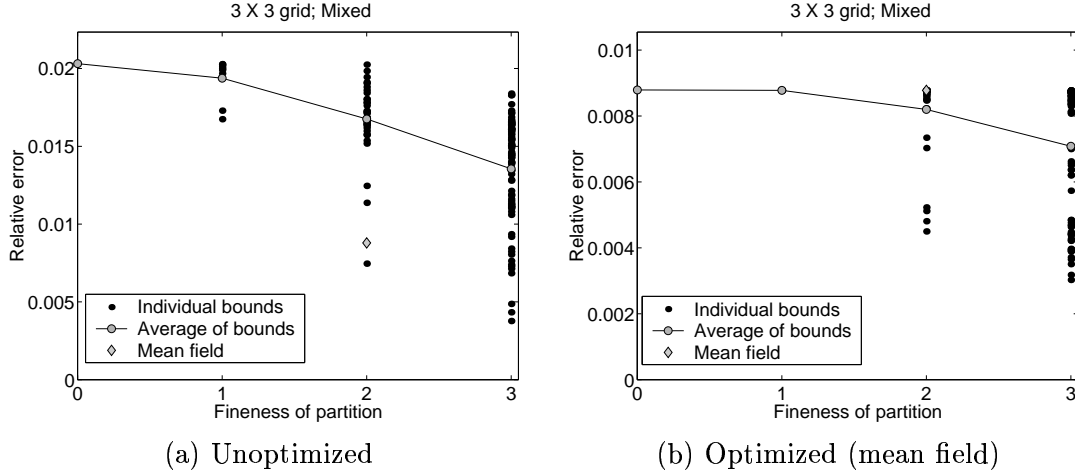 3 X 3 grid; Mixed
0.02
0.015
0.01
0.005
0
Relative error
Individual bounds
Average of bounds
Mean field
0 1 2 3
Fineness of partition
(a) Unoptimized
3 X 3 grid; Mixed
0.01
0.008
0.006
0.004
0.002
0
Relative error
Individual bounds
Average of bounds
Mean field
0 1 2 3
Fineness of partition
(b) Optimized (mean field)